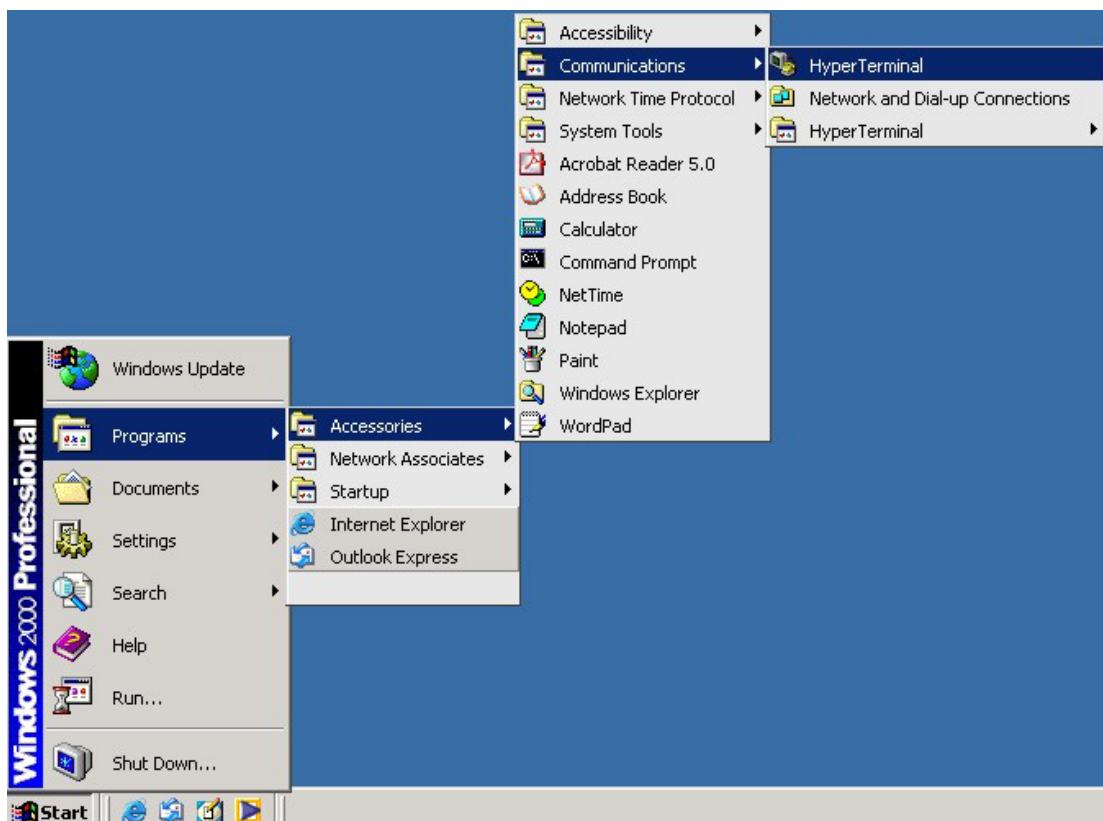 Accessibility
Communications
Network Time Protocol
System Tools
Acrobat Reader 5.0
Address Book
Calculator
Command Prompt
NetTime
Notepad
Paint
Windows Explorer
WordPad
HyperTerminal
Network and Dial-up Connections
HyperTerminal
Windows 2000 Professional
Windows Update
Programs
Documents
Settings
Search
Help
Run...
Shut Down...
Accessories
Network Associates
Startup
Internet Explorer
Outlook Express
Start